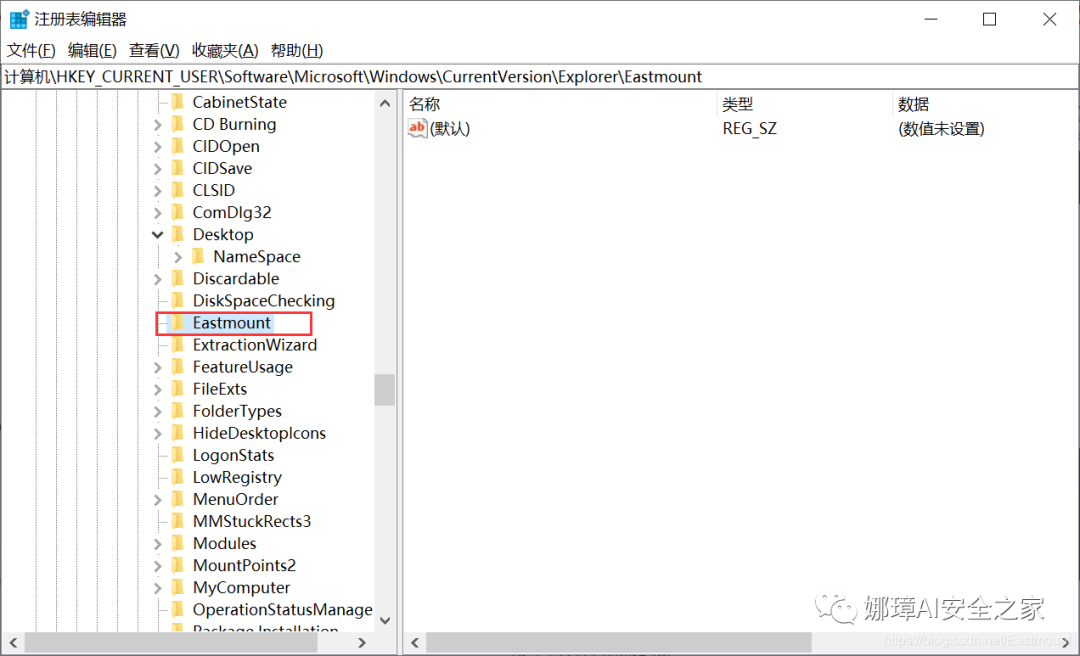 注册表编辑器
文件(F) 编辑(E) 查看(V) 收藏夹(A) 帮助(H)
计算机\HKEY_CURRENT_USER\Software\Microsoft\Windows\CurrentVersion\Explorer\Eastmount
CabinetState
CD Burning
CIDOpen
CIDSave
CLSID
ComDlg32
Desktop
NameSpace
Discardable
DiskSpaceChecking
Eastmount
ExtractionWizard
FeatureUsage
FileExts
FolderTypes
HideDesktopIcons
LogonStats
LowRegistry
MenuOrder
MMStuckRects3
Modules
MountPoints2
MyComputer
OperationStatusManage
Package Installation
名称 类型 数据
ab (默认) REG_SZ (数值未设置)
娜璋AI安全之家
https://blog.csdn.net/Eastmount